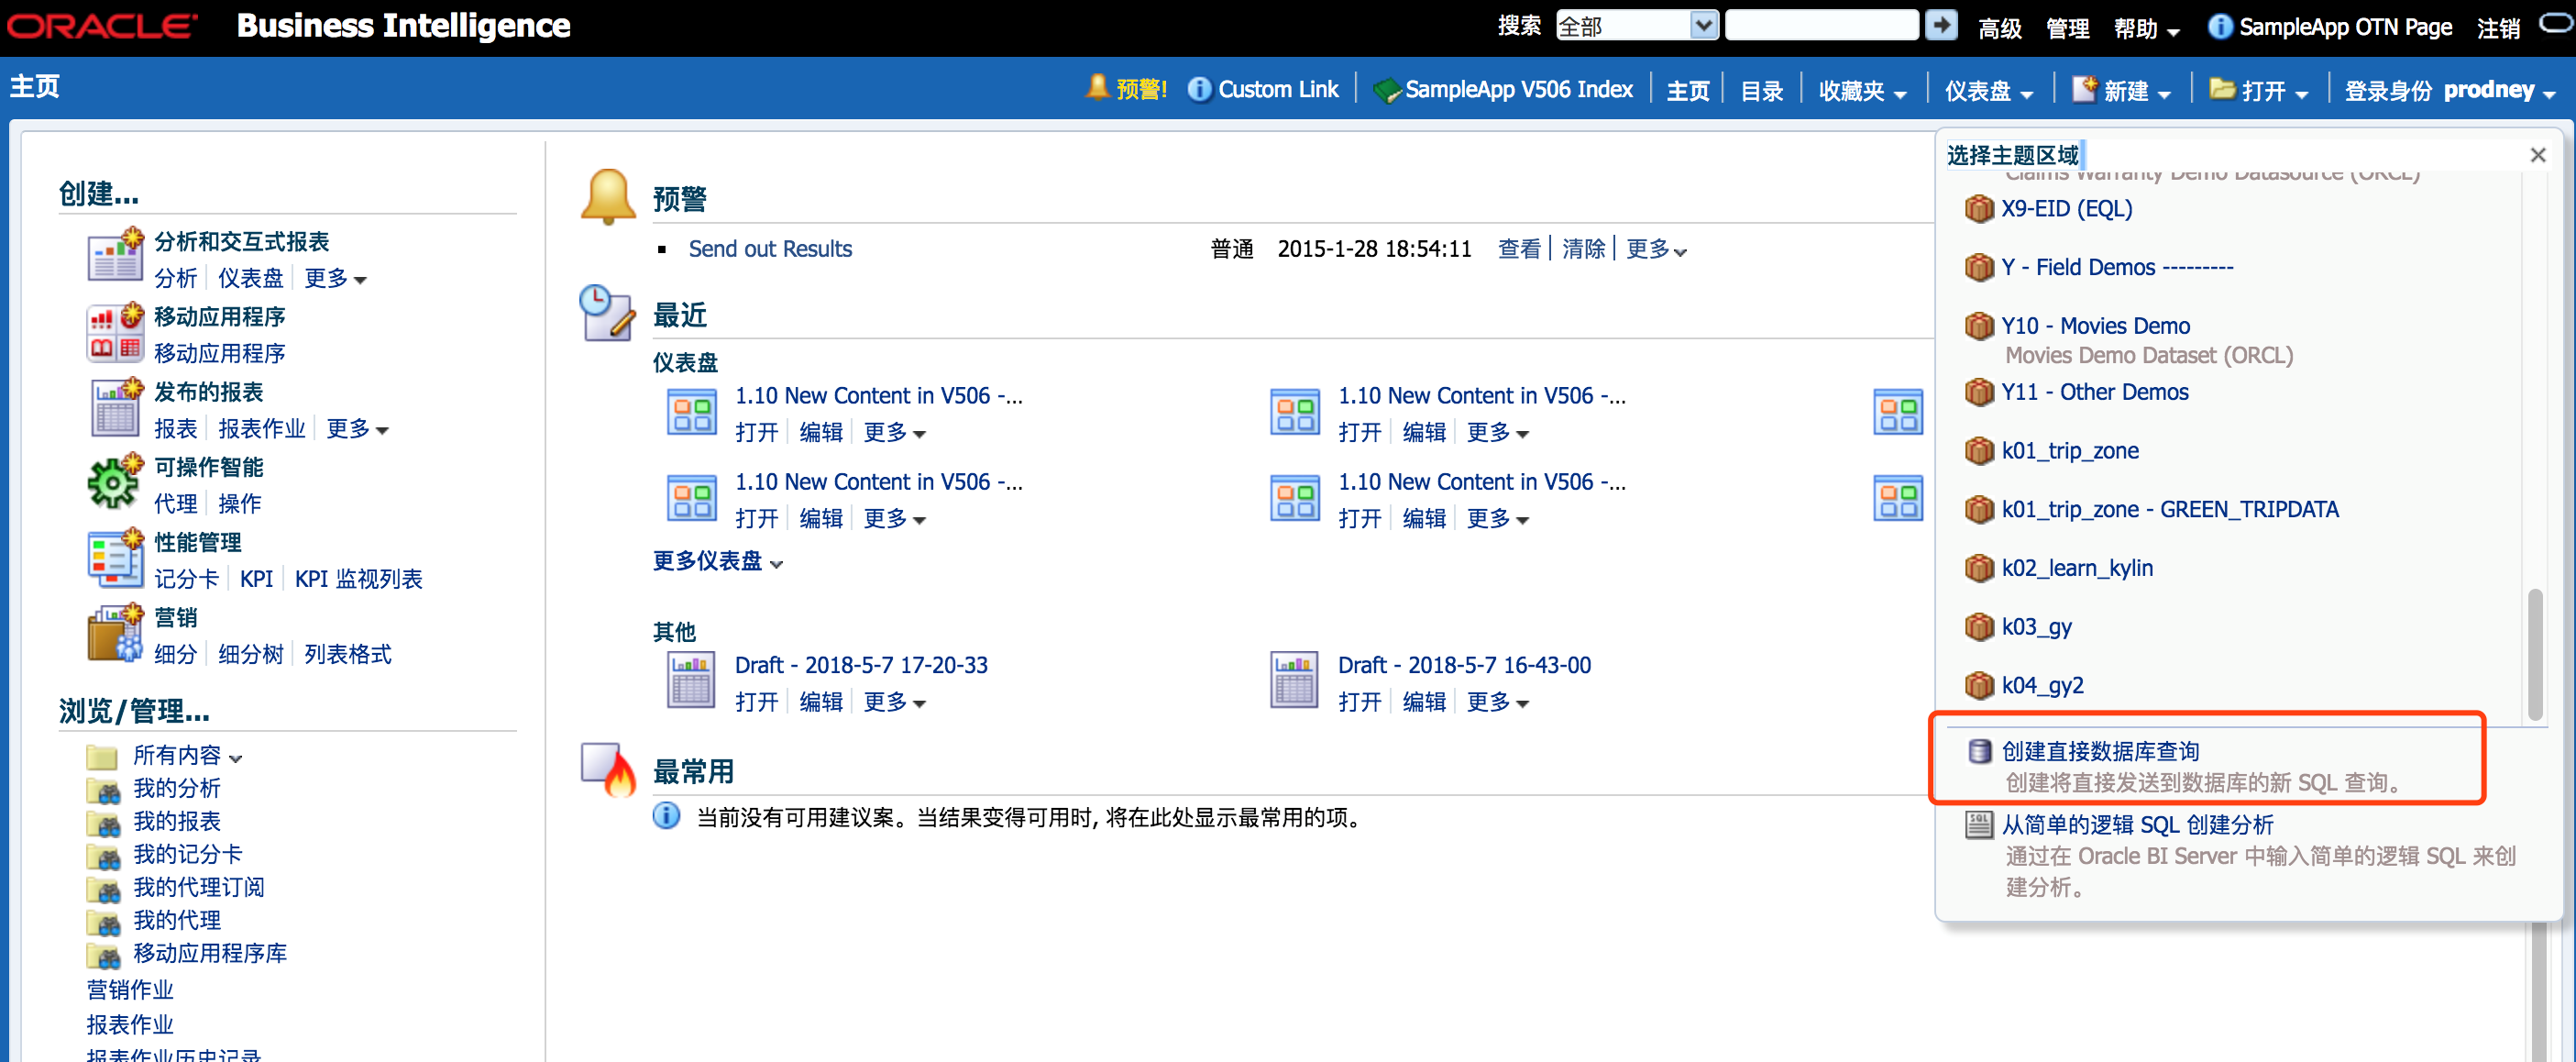 ORACLE Business Intelligence 搜索 全部 高级 管理 帮助 SampleApp OTN Page 注销
主页 预警! Custom Link SampleApp V506 Index 主页 目录 收藏夹 仪表盘 新建 打开 登录身份 prodney
创建...
分析和交互式报表
分析 仪表盘 更多
移动应用程序
移动应用程序
发布的报表
报表 报表作业 更多
可操作智能
代理 操作
性能管理
记分卡 KPI KPI 监视列表
营销
细分 细分树 列表格式
浏览/管理...
所有内容
我的分析
我的报表
我的记分卡
我的代理订阅
我的代理
移动应用程序库
营销作业
报表作业
报表作业历史记录
预警
Send out Results 普通 2015-1-28 18:54:11 查看 清除 更多
最近
仪表盘
1.10 New Content in V506 -... 1.10 New Content in V506 -...
打开 编辑 更多 打开 编辑 更多
1.10 New Content in V506 -... 1.10 New Content in V506 -...
打开 编辑 更多 打开 编辑 更多
更多仪表盘
其他
Draft - 2018-5-7 17-20-33 Draft - 2018-5-7 16-43-00
打开 编辑 更多 打开 编辑 更多
最常用
当前没有可用建议案。当结果变得可用时, 将在此处显示最常用的项。
选择主题区域
Claims Warranty Demo Datasource (ORCL)
X9-EID (EQL)
Y - Field Demos ---------
Y10 - Movies Demo
Movies Demo Dataset (ORCL)
Y11 - Other Demos
k01_trip_zone
k01_trip_zone - GREEN_TRIPDATA
k02_learn_kylin
k03_gy
k04_gy2
创建直接数据库查询
创建将直接发送到数据库的新 SQL 查询。
SQL 从简单的逻辑 SQL 创建分析
通过在 Oracle BI Server 中输入简单的逻辑 SQL 来创
建分析。